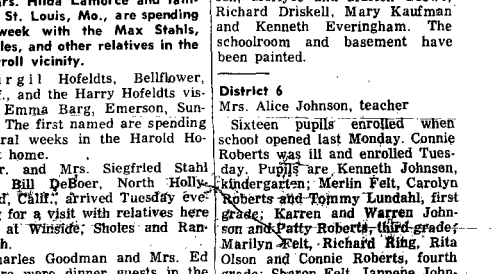 rs. Hilda Lamorce and fam-
St. Louis, Mo., are spending
week with the Max Stahls,
les, and other relatives in the
rroll vicinity.
irgil Hofeldts, Bellflower,
f., and the Harry Hofeldts vis-
Emma Barg, Emerson, Sun-
The first named are spending
ral weeks in the Harold Ho-
t home.
r. and Mrs. Siegfried Stahl
Bill DeBoer, North Holly-
d, Calif., arrived Tuesday eve-
g for a visit with relatives here
at Winside, Sholes and Ran-
h.
arles Goodman and Mrs. Ed
were dinner guests in the
Richard Driskell, Mary Kaufman
and Kenneth Everingham. The
schoolroom and basement have
been painted.
District 6
Mrs. Alice Johnson, teacher
Sixteen pupils enrolled when
school opened last Monday. Connie
Roberts was ill and enrolled Tues-
day. Pupils are Kenneth Johnson,
kindergarten; Merlin Felt, Carolyn
Roberts and Tommy Lundahl, first
grade; Karren and Warren John-
son and Patty Roberts, third grade;
Marilyn Felt, Richard Ring, Rita
Olson and Connie Roberts, fourth
grade; Sharon Felt, Jannene John-